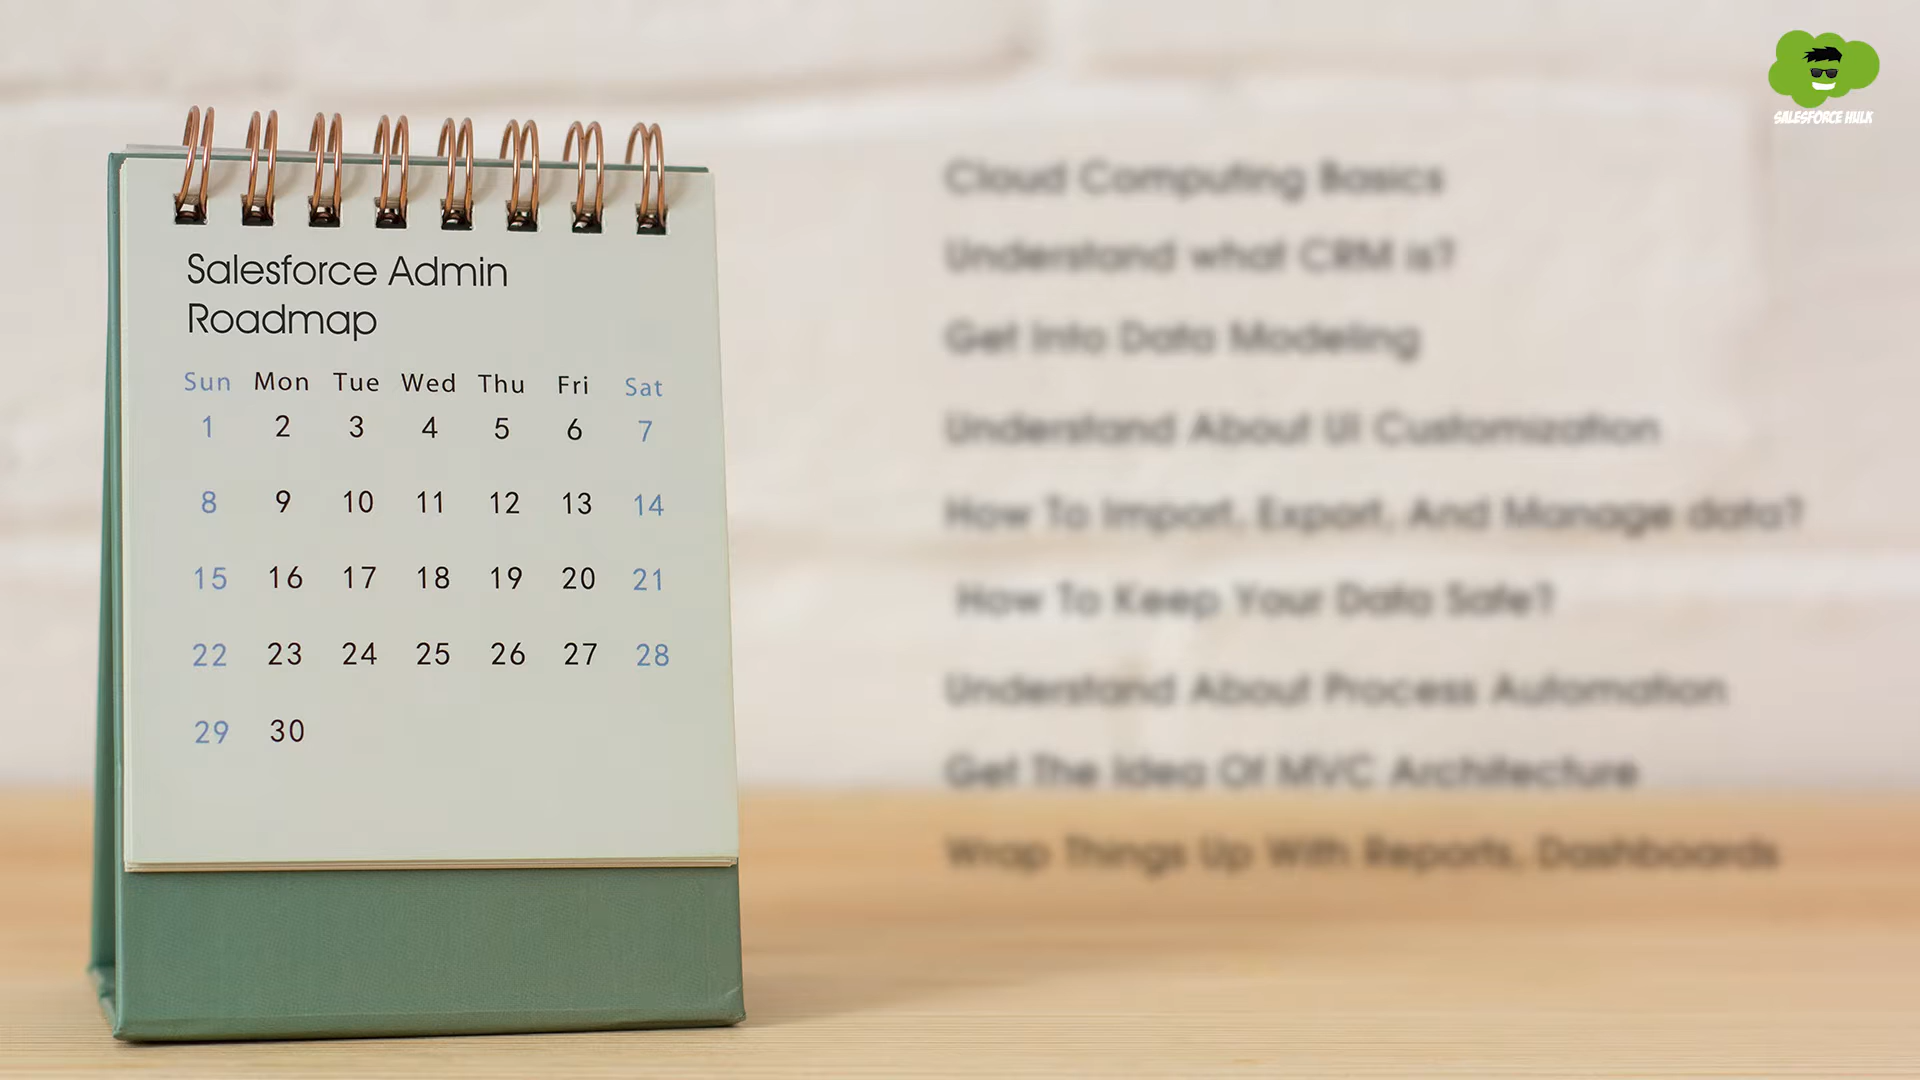 SALESFORCE HULK
Salesforce Admin
Roadmap
Sun Mon Tue Wed Thu Fri Sat
1 2 3 4 5 6 7
8 9 10 11 12 13 14
15 16 17 18 19 20 21
22 23 24 25 26 27 28
29 30
Cloud Computing Basics
Understand what CRM is?
Get Into Data Modeling
Understand About UI Customization
How To Import, Export, And Manage data?
How To Keep Your Data Safe?
Understand About Process Automation
Get The Idea Of MVC Architecture
Wrap Things Up With Reports, Dashboards